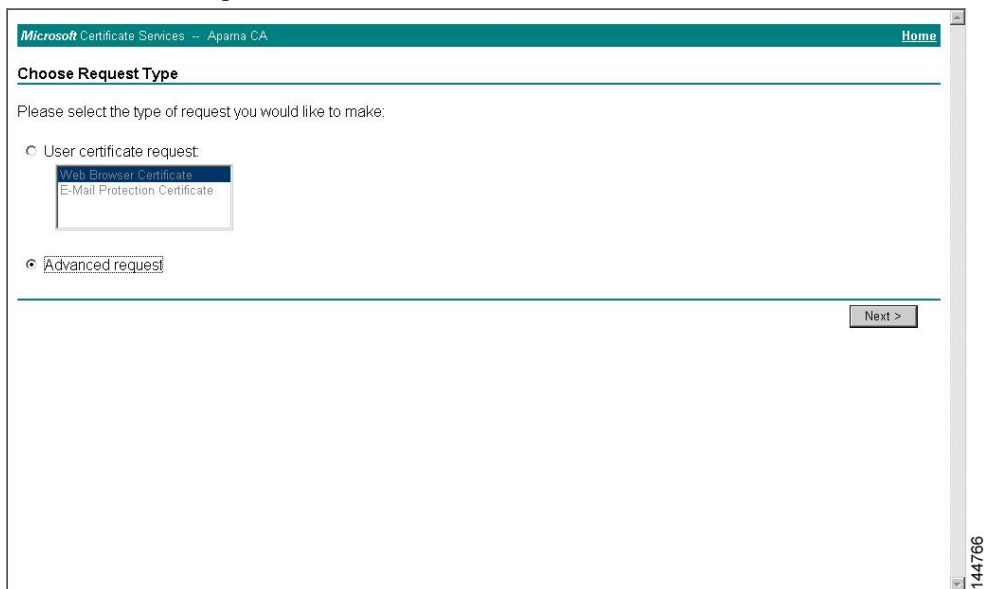 Microsoft Certificate Services -- Aparna CA Home
Choose Request Type
Please select the type of request you would like to make:
User certificate request:
Web Browser Certificate
E-Mail Protection Certificate
Advanced request
Next >
144766